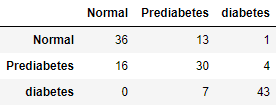 Normal Prediabetes diabetes
Normal 36 13 1
Prediabetes 16 30 4
diabetes 0 7 43